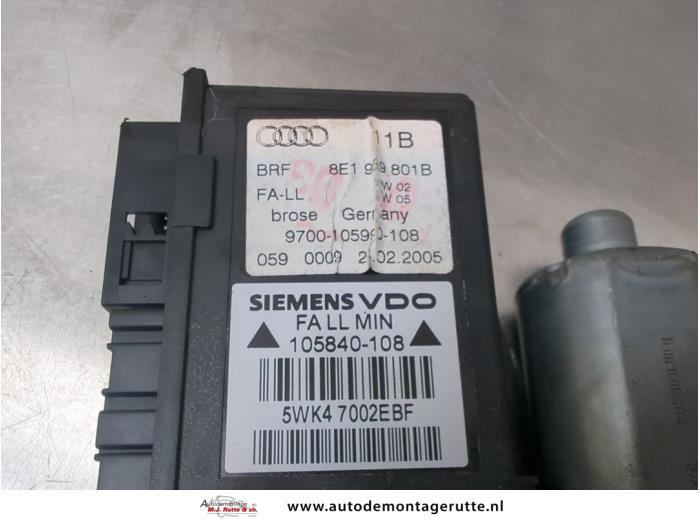 11B
BRF 8E1 959 801B
FA-LL W 02
W 05
brose Germany
9700-10599-108
059 0009 2.02.2005
SIEMENS VDO
FA LL MIN
105840-108
5WK4 7002EBF
Autodemontage
M.J. Rutte & zn.
www.autodemontagerutte.nl